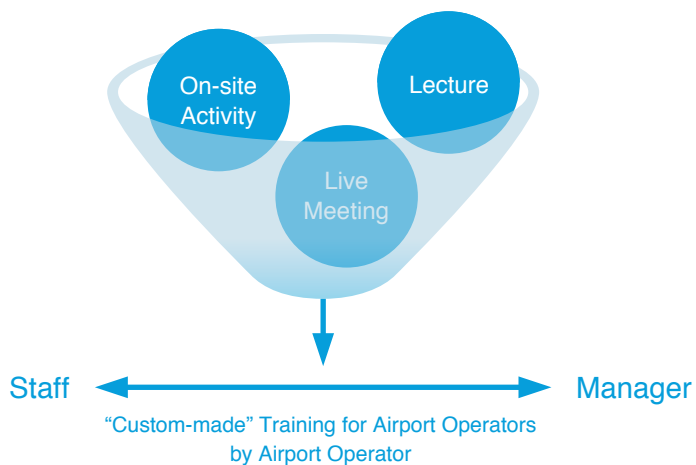 On-site
Activity
Lecture
Live
Meeting
Staff
Manager
“Custom-made” Training for Airport Operators
by Airport Operator